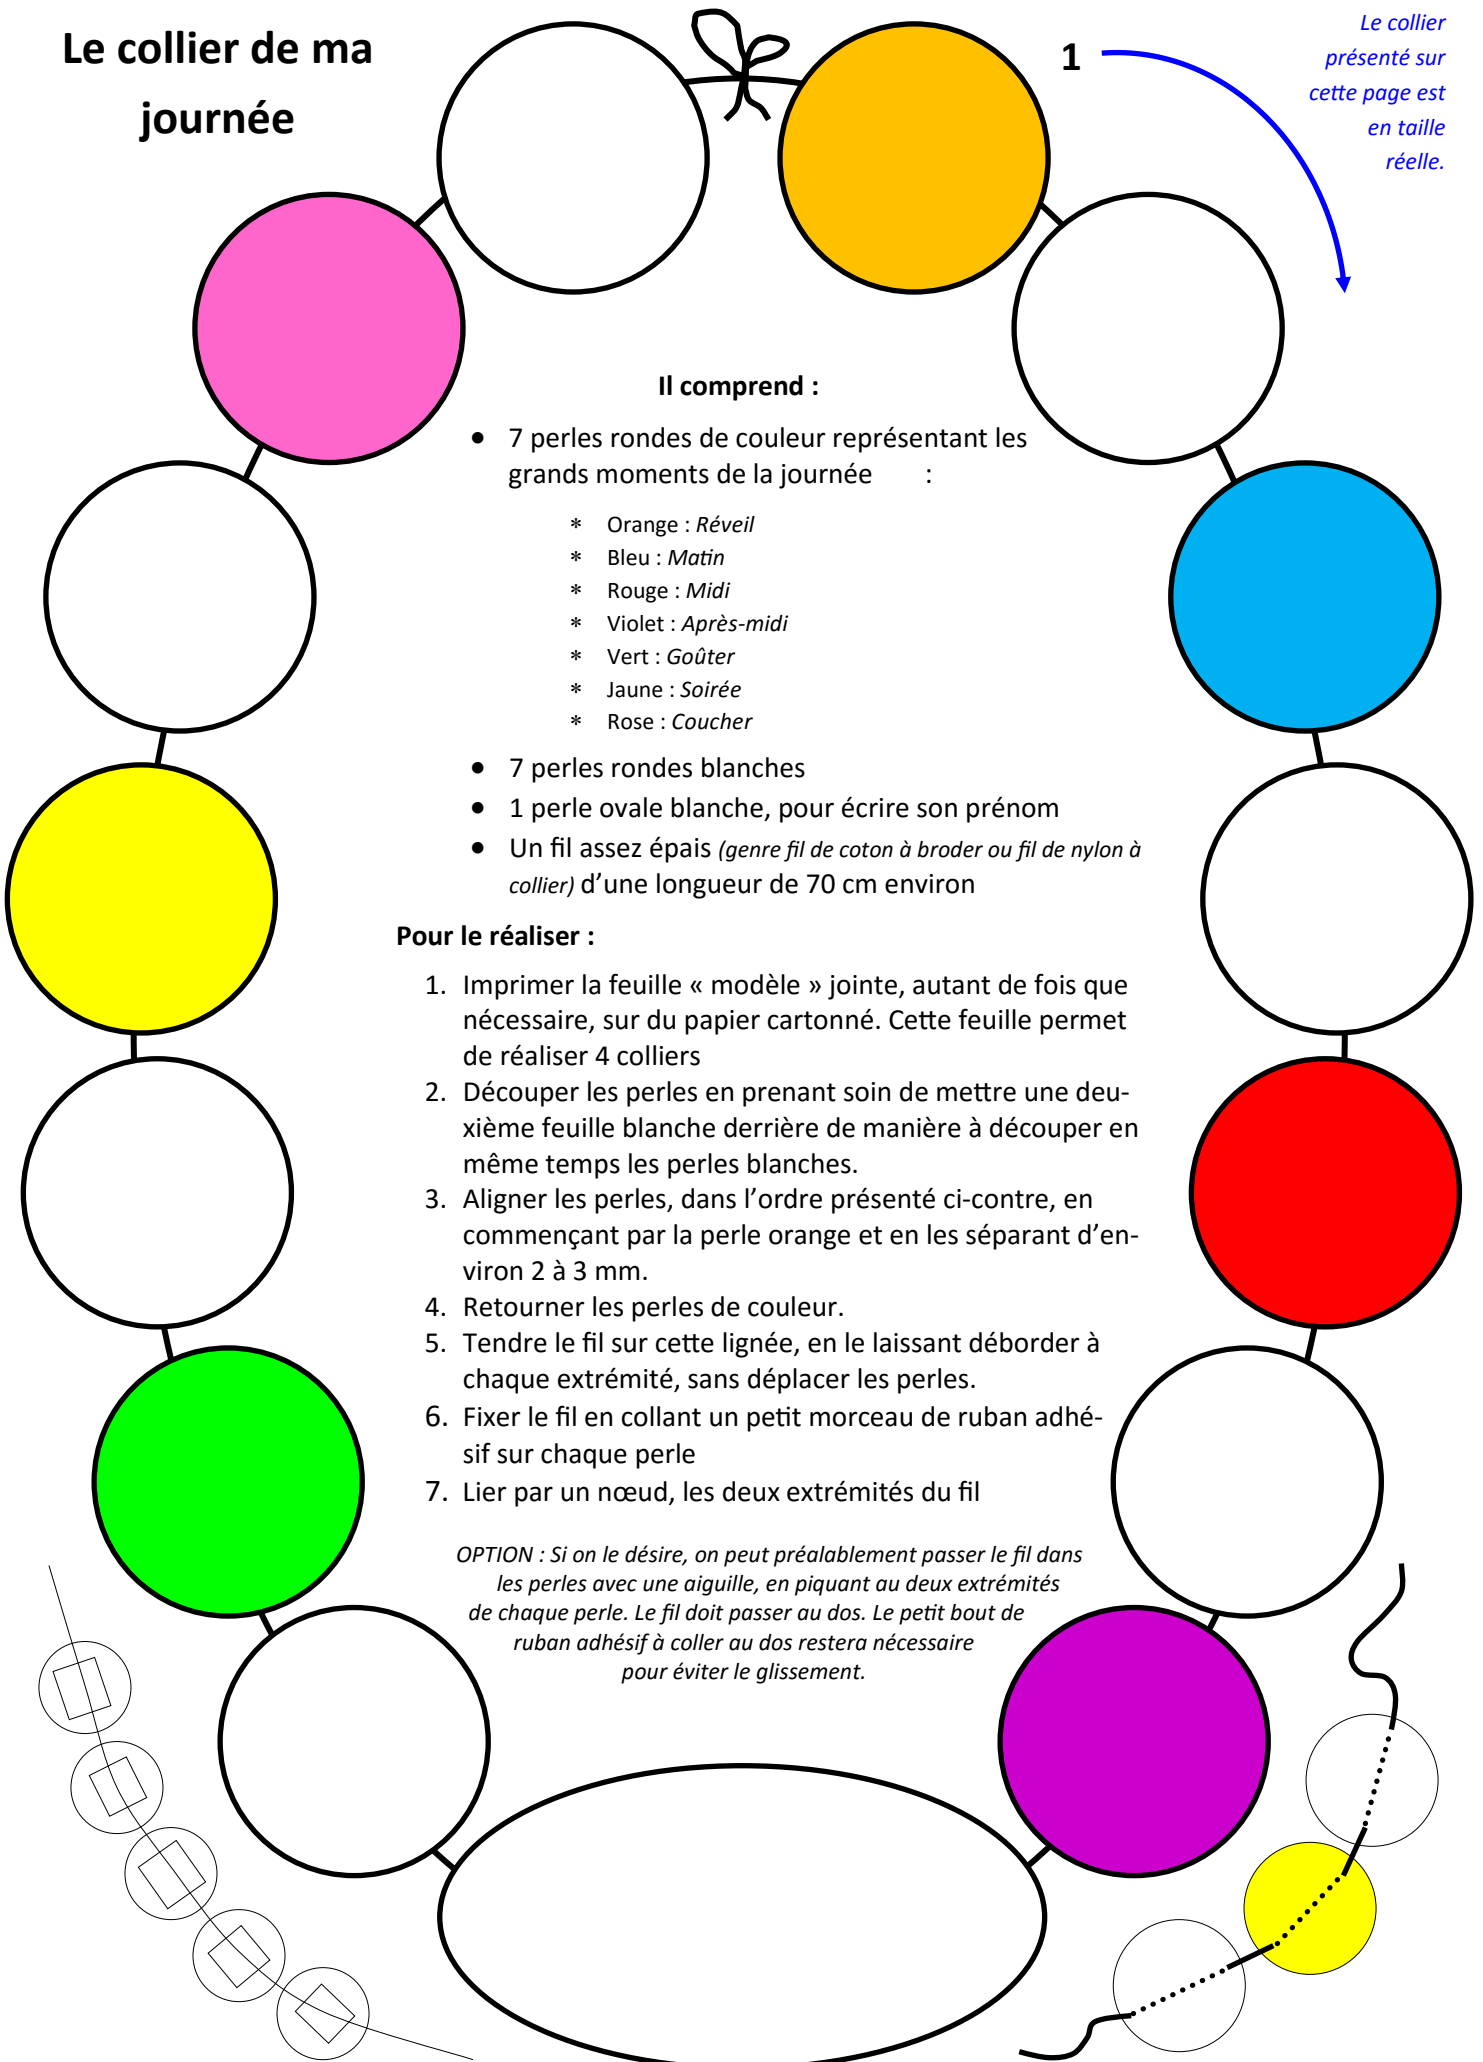 Le collier de ma
journée
1
Le collier
présenté sur
cette page est
en taille
réelle.
Il comprend :
• 7 perles rondes de couleur représentant les
grands moments de la journée :
* Orange : Réveil
* Bleu : Matin
* Rouge : Midi
* Violet : Après-midi
* Vert : Goûter
* Jaune : Soirée
* Rose : Coucher
• 7 perles rondes blanches
• 1 perle ovale blanche, pour écrire son prénom
• Un fil assez épais (genre fil de coton à broder ou fil de nylon à
collier) d’une longueur de 70 cm environ
Pour le réaliser :
1. Imprimer la feuille « modèle » jointe, autant de fois que
nécessaire, sur du papier cartonné. Cette feuille permet
de réaliser 4 colliers
2. Découper les perles en prenant soin de mettre une deu-
xième feuille blanche derrière de manière à découper en
même temps les perles blanches.
3. Aligner les perles, dans l’ordre présenté ci-contre, en
commençant par la perle orange et en les séparant d’en-
viron 2 à 3 mm.
4. Retourner les perles de couleur.
5. Tendre le fil sur cette lignée, en le laissant déborder à
chaque extrémité, sans déplacer les perles.
6. Fixer le fil en collant un petit morceau de ruban adhé-
sif sur chaque perle
7. Lier par un nœud, les deux extrémités du fil
OPTION : Si on le désire, on peut préalablement passer le fil dans
les perles avec une aiguille, en piquant au deux extrémités
de chaque perle. Le fil doit passer au dos. Le petit bout de
ruban adhésif à coller au dos restera nécessaire
pour éviter le glissement.